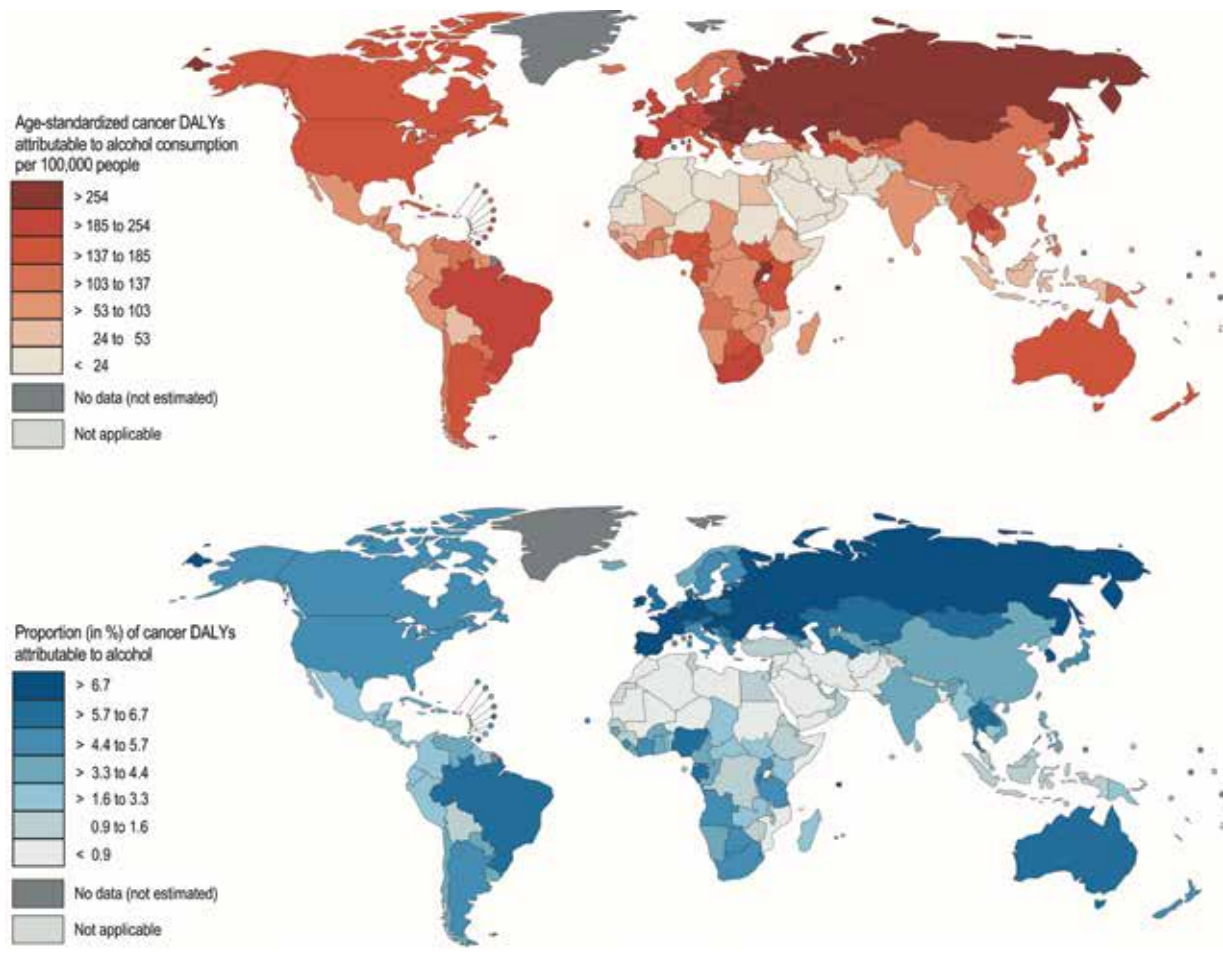 Age-standardized cancer DALYs
attributable to alcohol consumption
per 100,000 people
> 254
> 185 to 254
> 137 to 185
> 103 to 137
> 53 to 103
24 to 53
< 24
No data (not estimated)
Not applicable
Proportion (in %) of cancer DALYs
attributable to alcohol
> 6.7
> 5.7 to 6.7
> 4.4 to 5.7
> 3.3 to 4.4
> 1.6 to 3.3
0.9 to 1.6
< 0.9
No data (not estimated)
Not applicable